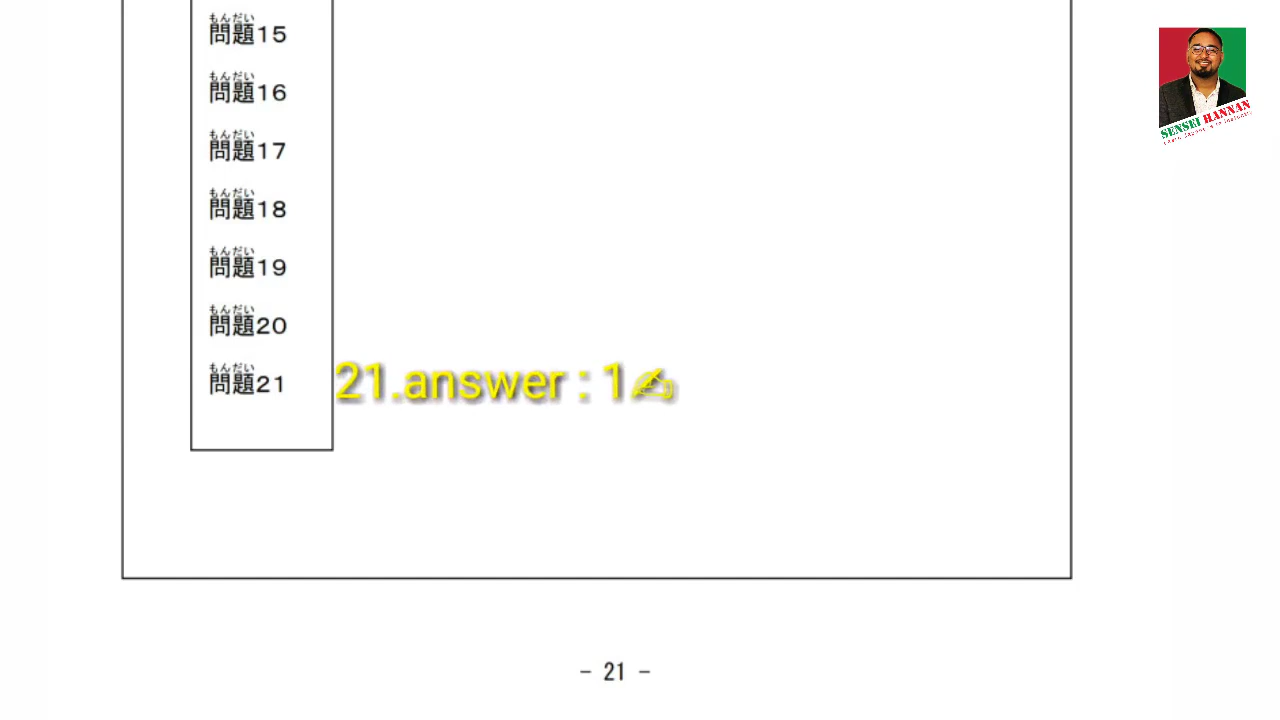 もんだい
問題15
もんだい
問題16
もんだい
問題17
もんだい
問題18
もんだい
問題19
もんだい
問題20
もんだい
問題21
21.answer : 1✍
- 21 -
SENSEI HANNAN